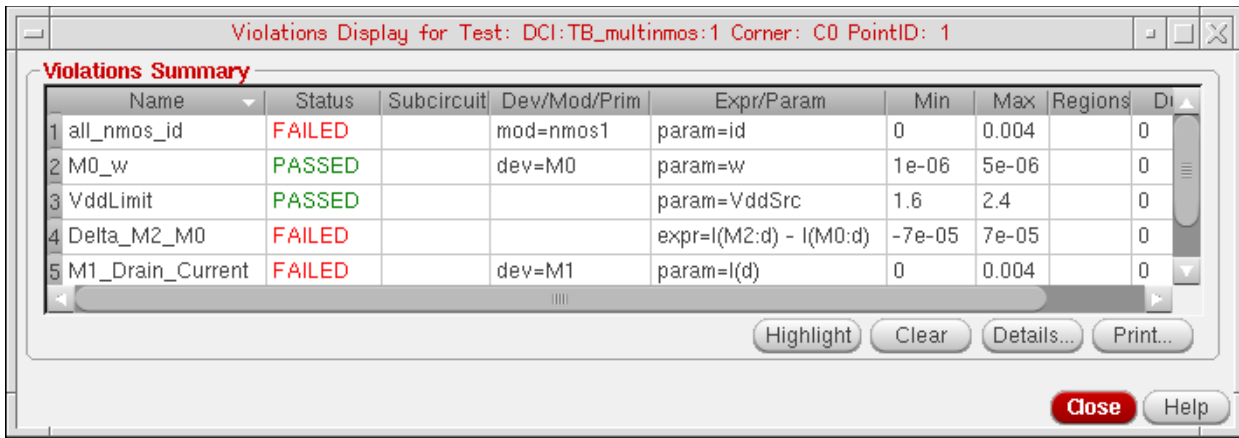 Violations Display for Test: DCI:TB_multinmos:1 Corner: C0 PointID: 1
Violations Summary
Name Status Subcircuit Dev/Mod/Prim Expr/Param Min Max Regions
1 all_nmos_id FAILED mod=nmos1 param=id 0 0.004 0
2 M0_w PASSED dev=M0 param=w 1e-06 5e-06 0
3 VddLimit PASSED param=VddSrc 1.6 2.4 0
4 Delta_M2_M0 FAILED expr=I(M2:d) - I(M0:d) -7e-05 7e-05 0
5 M1_Drain_Current FAILED dev=M1 param=I(d) 0 0.004 0
Highlight Clear Details... Print...
Close Help